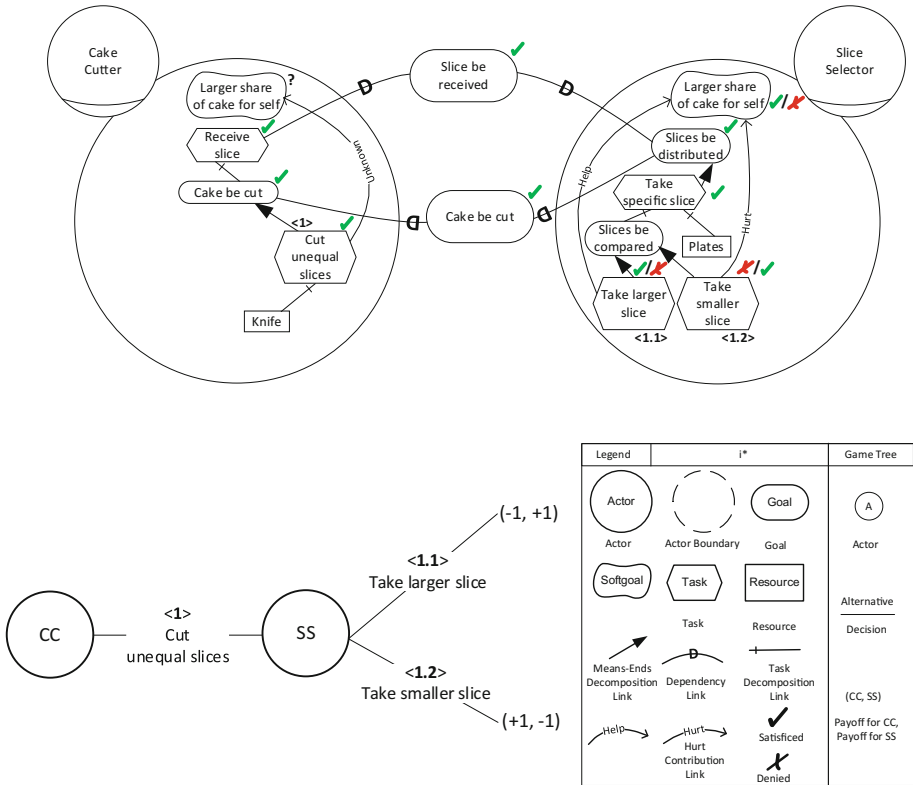 Cake
Cutter
Larger share
of cake for self
?
Receive
slice
Cake be cut
<1>
Cut
unequal
slices
Knife
Unknown
D
Slice be
received
D
D
Cake be cut
D
Slice
Selector
Larger share
of cake for self
/
Slices be
distributed
Take
specific slice
Slices be
compared
Plates
Help
Hurt
/
/
Take larger
slice
Take
smaller
slice
<1.1>
<1.2>
CC
<1>
Cut
unequal slices
SS
<1.1>
Take larger slice
(-1, +1)
<1.2>
Take smaller slice
(+1, -1)
Legend
i*
Game Tree
Actor
Goal
A
Actor
Actor Boundary
Goal
Actor
Softgoal
Task
Resource
Task
Resource
Alternative
Decision
D
Means-Ends
Decomposition
Link
Dependency
Link
Task
Decomposition
Link
(CC, SS)
Payoff for CC,
Payoff for SS
Help
Hurt
Hurt
Contribution
Link
Satisficed
Denied